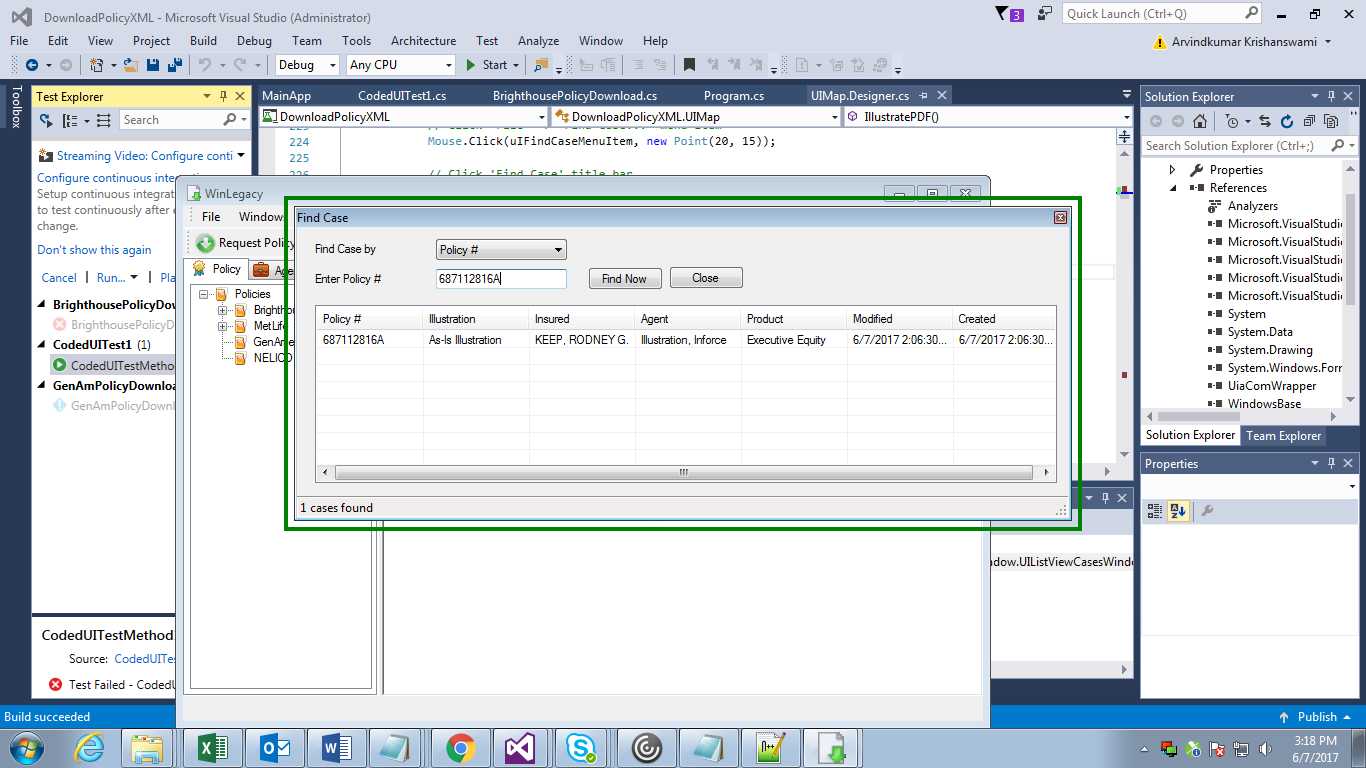 DownloadPolicyXML - Microsoft Visual Studio (Administrator)
3
Quick Launch (Ctrl+Q)
File Edit View Project Build Debug Team Tools Architecture Test Analyze Window Help
Arvindkumar Krishanswami
Debug Any CPU Start
Toolbox
Test Explorer
Search
Streaming Video: Configure conti
Configure continuous integ
Setup continuous integrat
to test continuously after e
change.
Don't show this again
Cancel Run... Pla
BrighthousePolicyDow
BrighthousePolicyD
CodedUITest1 (1)
CodedUITestMetho
GenAmPolicyDownload
GenAmPolicyDownl
CodedUITestMethod
Source: CodedUITes
Test Failed - CodedU
MainApp CodedUITest1.cs BrighthousePolicyDownload.cs Program.cs UIMap.Designer.cs
DownloadPolicyXML DownloadPolicyXML.UIMap IllustratePDF()
224 Mouse.Click(uIFindCaseMenuItem, new Point(20, 15));
225
226 // Click 'Find Case' title bar
WinLegacy
File Window
Request Policy
Policy Age
Policies
Brightho
MetLife
GenAme
NELICO
Find Case
Find Case by Policy #
Enter Policy # 687112816A Find Now Close
Policy # Illustration Insured Agent Product Modified Created
687112816A As-Is Illustration KEEP, RODNEY G. Illustration, Inforce Executive Equity 6/7/2017 2:06:30... 6/7/2017 2:06:30...
1 cases found
ndow.UIListViewCasesWindo
Solution Explorer
Search Solution Explorer (Ctrl+;)
Properties
References
Analyzers
Microsoft.VisualStudio
Microsoft.VisualStudio
Microsoft.VisualStudio
Microsoft.VisualStudio
Microsoft.VisualStudio
System
System.Data
System.Drawing
System.Windows.Forr
UiaComWrapper
WindowsBase
Solution Explorer Team Explorer
Properties
Build succeeded
Publish
3:18 PM
6/7/2017